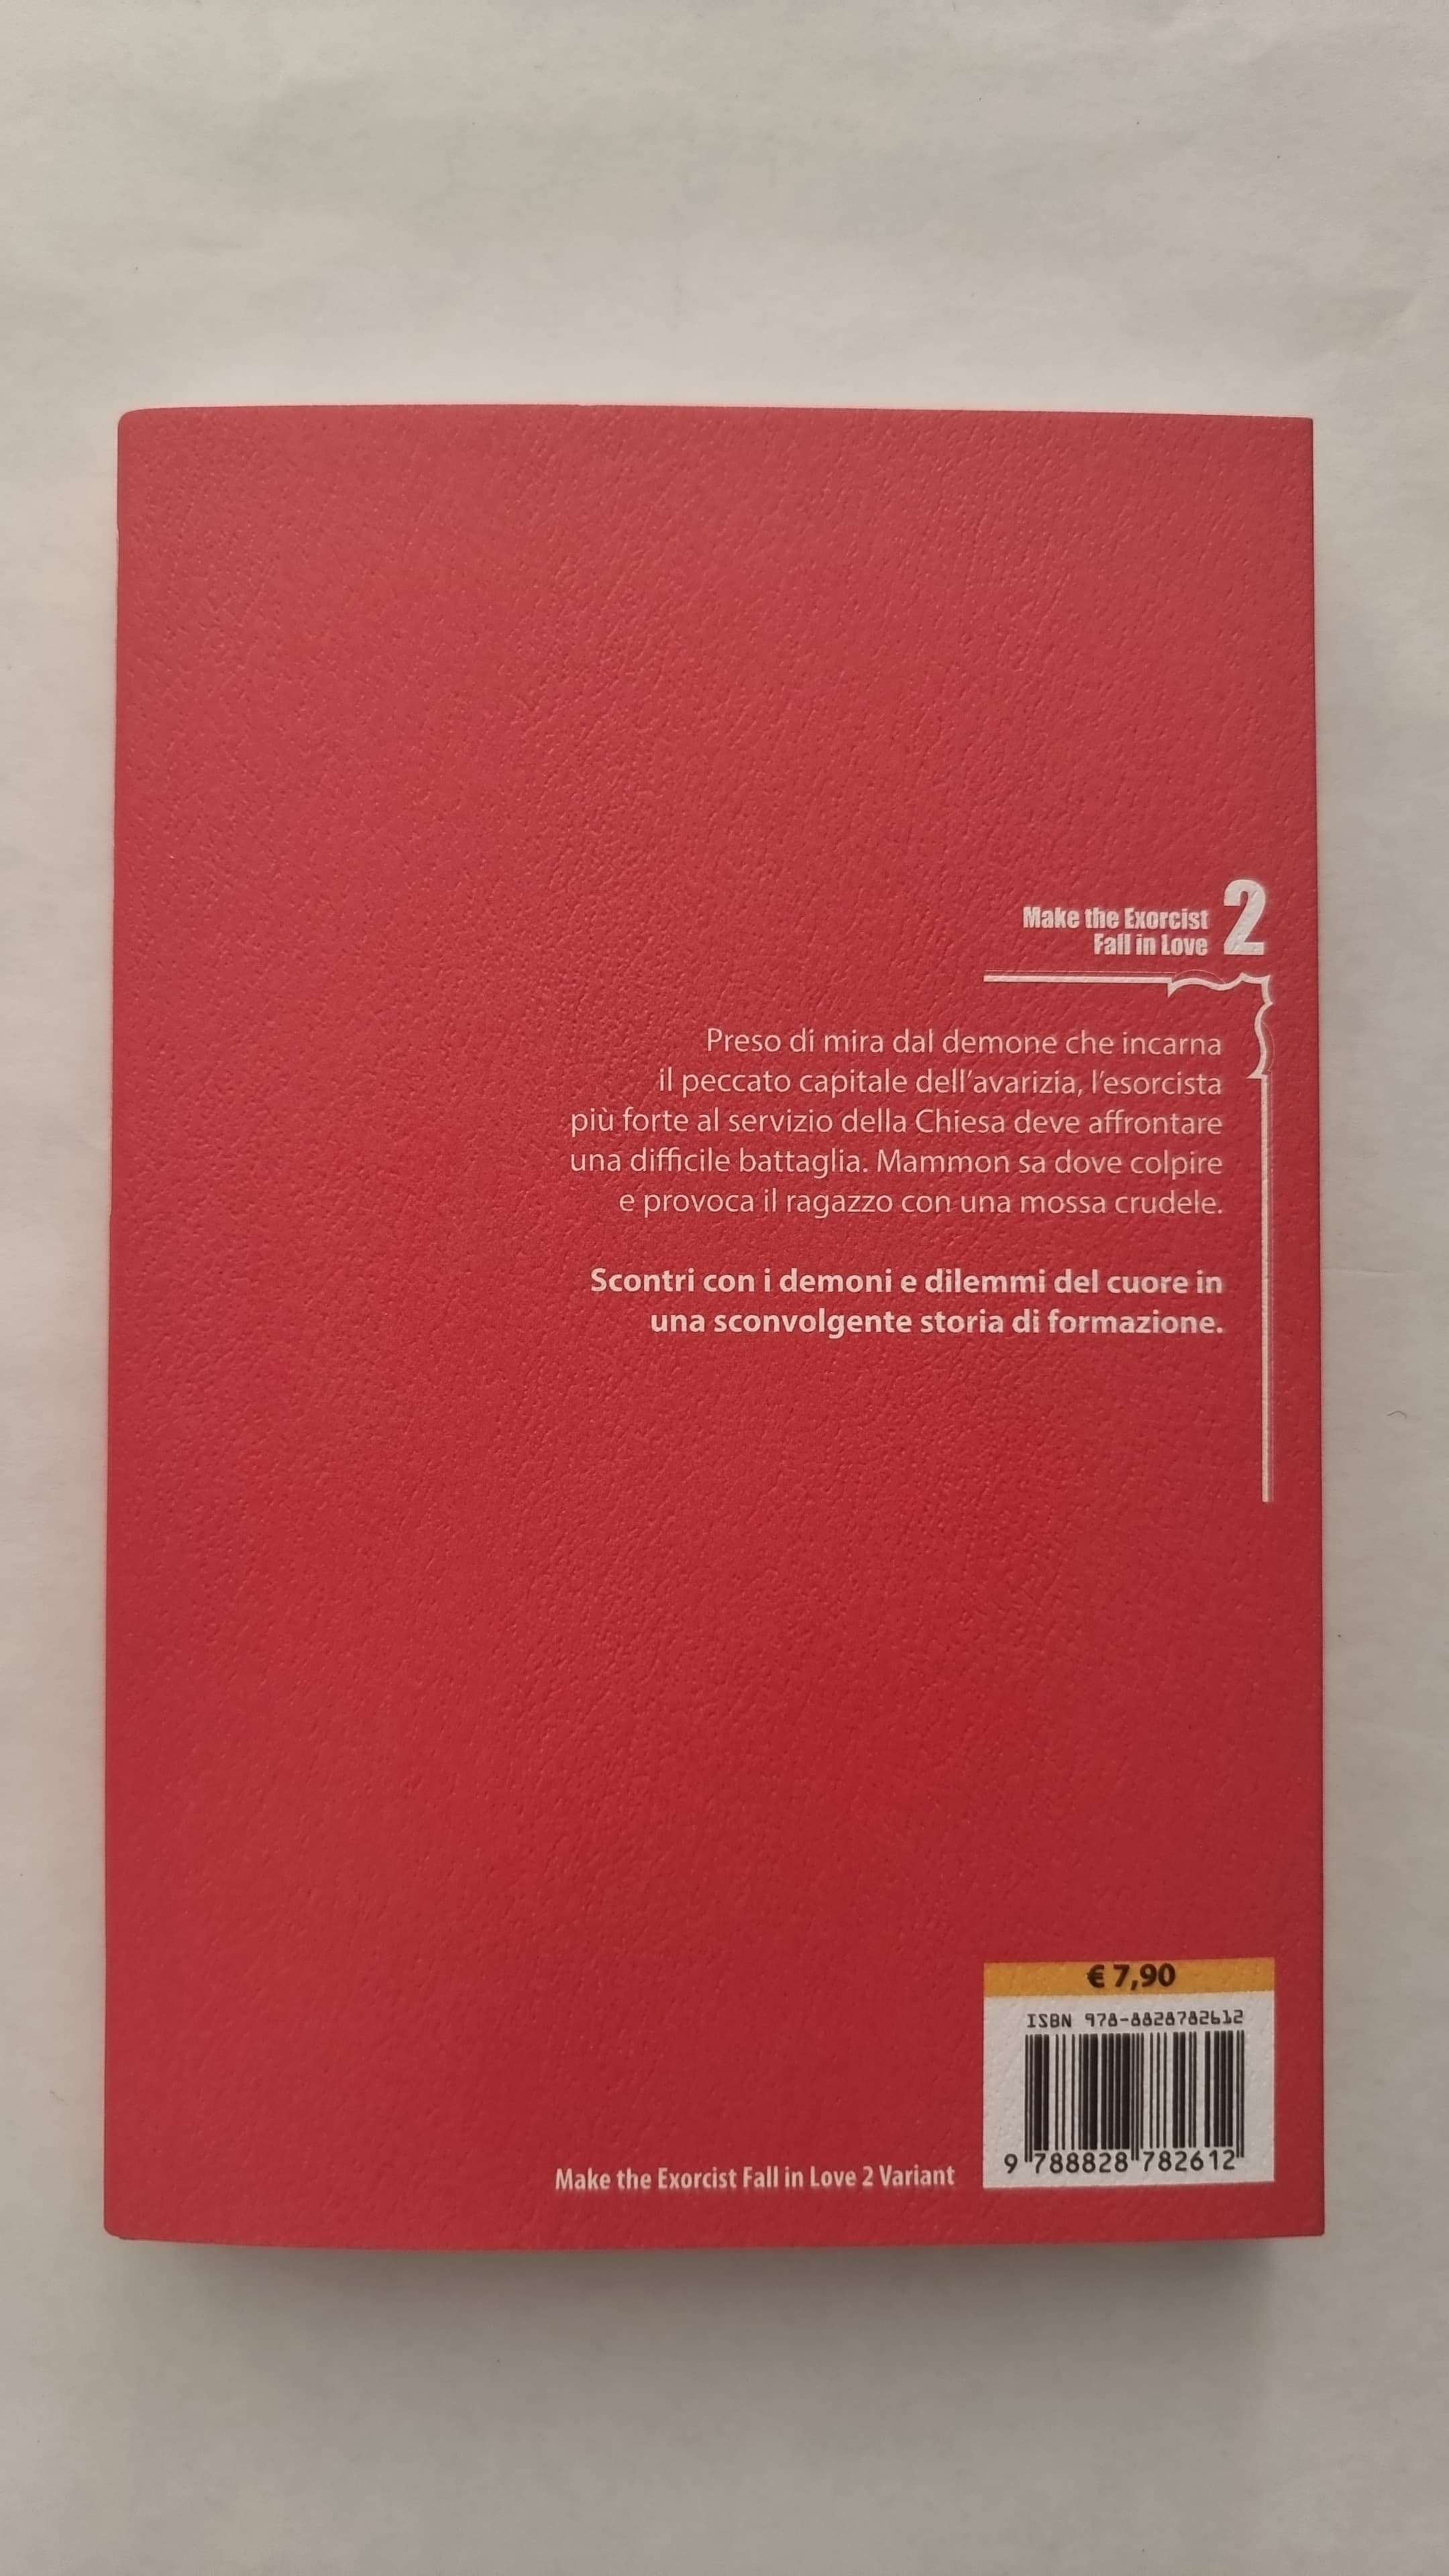 Make the Exorcist
Fall in Love
2
Preso di mira dal demone che incarna
il peccato capitale dell'avarizia, l'esorcista
più forte al servizio della Chiesa deve affrontare
una difficile battaglia. Mammon sa dove colpire
e provoca il ragazzo con una mossa crudele.
Scontri con i demoni e dilemmi del cuore in
una sconvolgente storia di formazione.
€ 7,90
ISBN 978-8828782612
9 788828 782612
Make the Exorcist Fall in Love 2 Variant